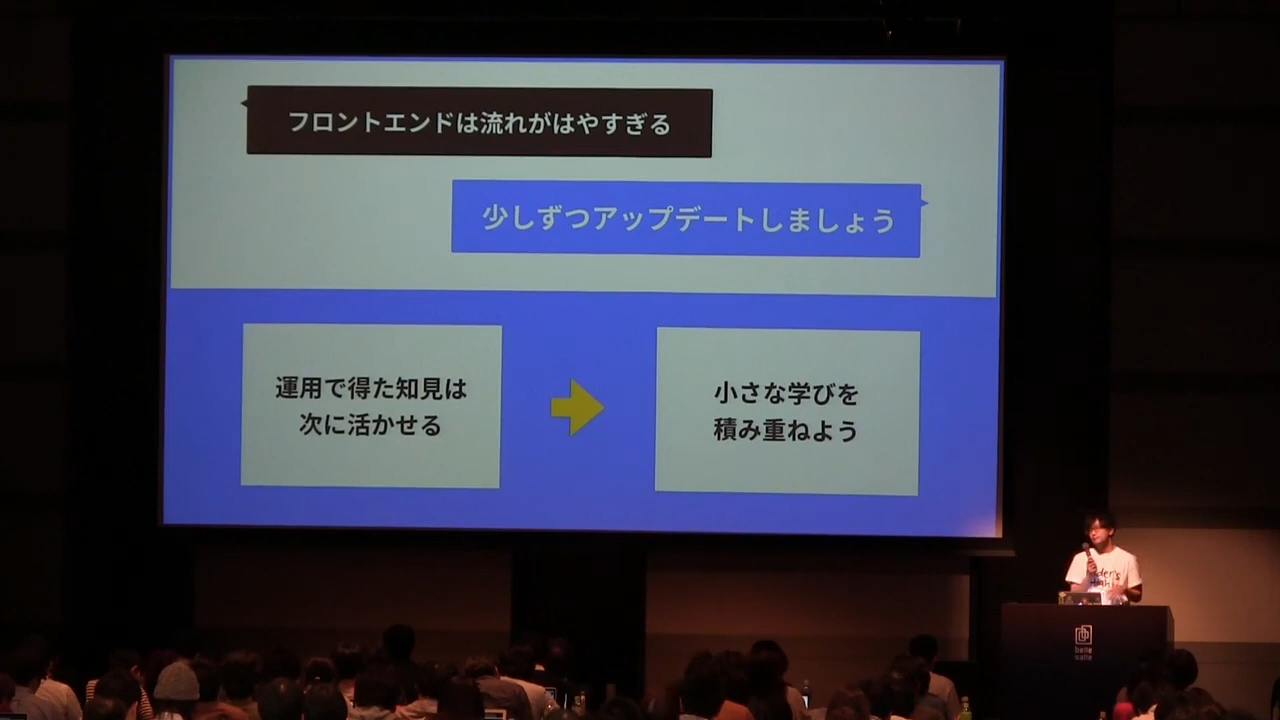 フロントエンドは流れがはやすぎる
少しずつアップデートしましょう
運用で得た知見は
次に活かせる
小さな学びを
積み重ねよう
belle
salle